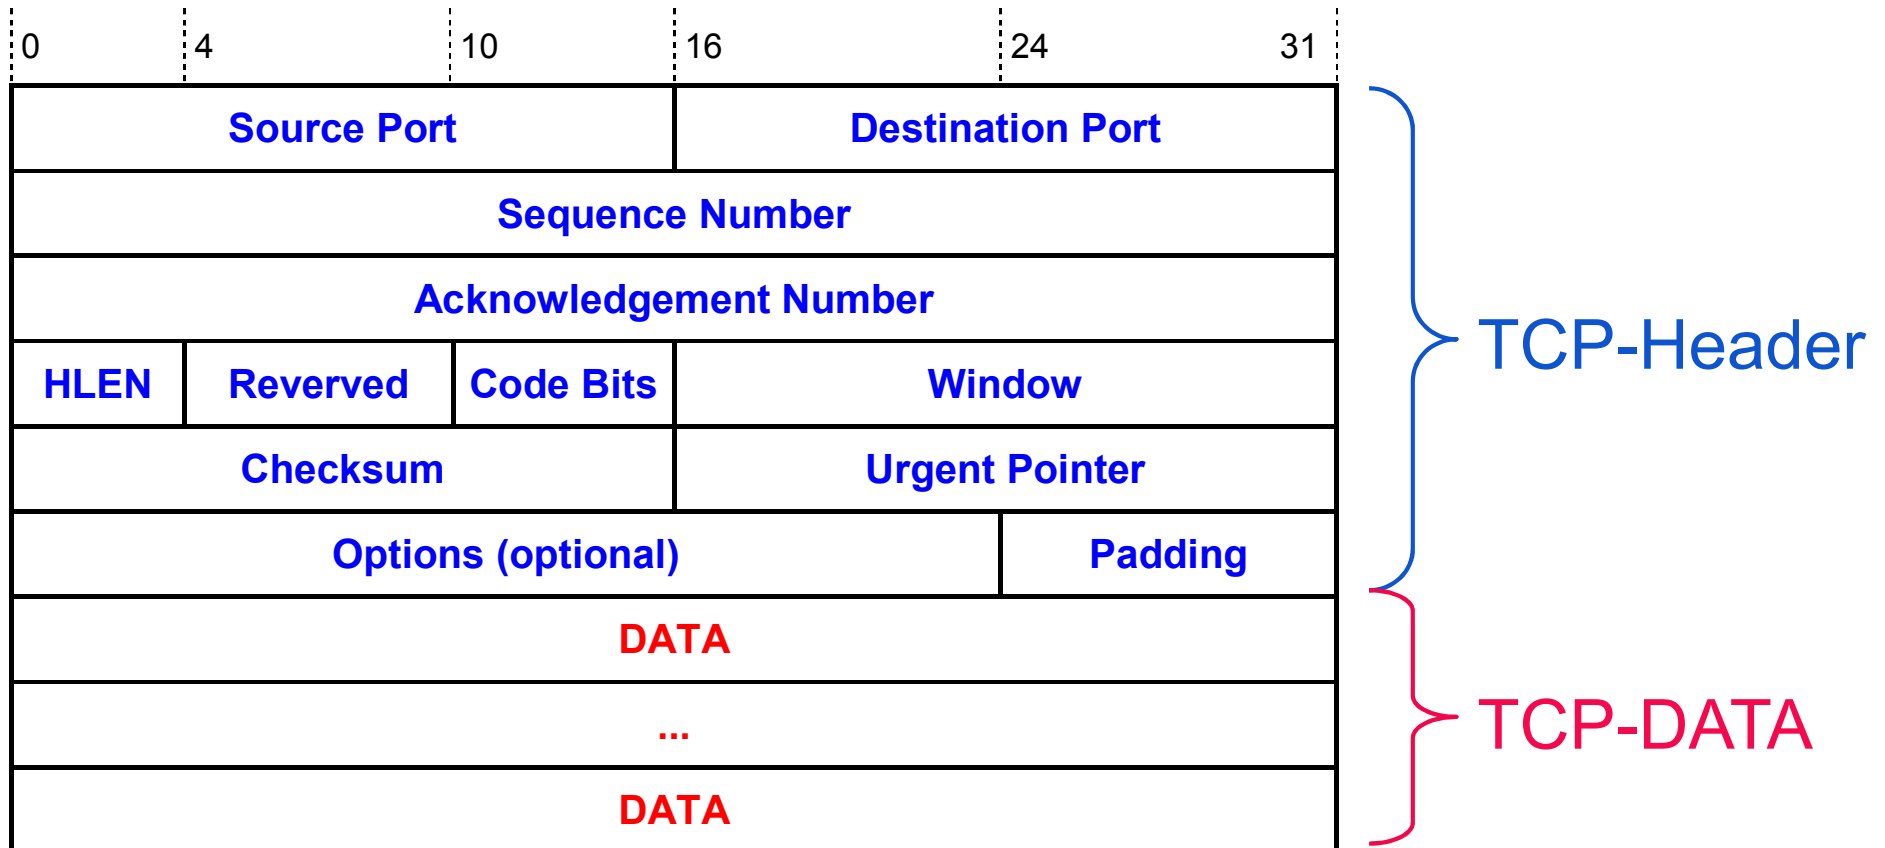 0 4 10 16 24 31
Source Port Destination Port
Sequence Number
Acknowledgement Number
HLEN Reverved Code Bits Window
Checksum Urgent Pointer
Options (optional) Padding
DATA
...
DATA
TCP-Header
TCP-DATA